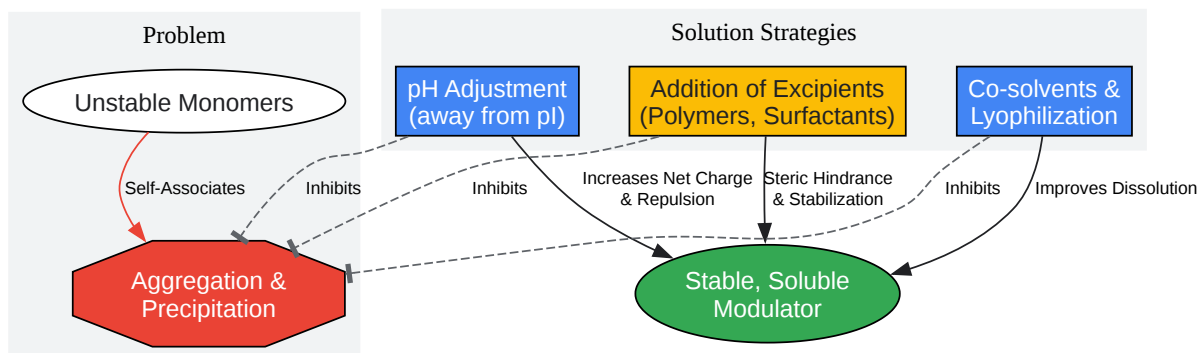 Problem
Solution Strategies
Unstable Monomers
pH Adjustment
(away from pI)
Addition of Excipients
(Polymers, Surfactants)
Co-solvents &
Lyophilization
Self-Associates
Inhibits
Inhibits
Increases Net Charge
& Repulsion
Steric Hindrance
& Stabilization
Inhibits
Improves Dissolution
Aggregation &
Precipitation
Stable, Soluble
Modulator